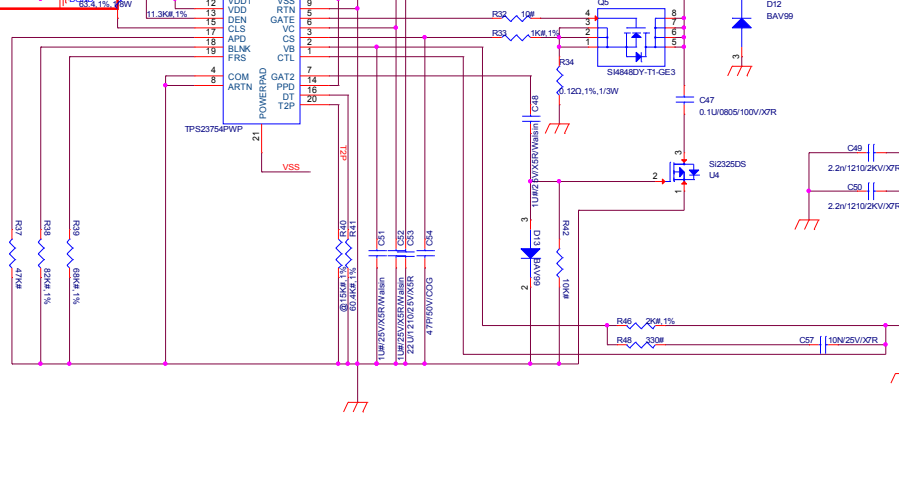 63.4,1%,1/8W
11.3K#,1%
12
13
15
17
18
19
4
8
VDD
DEN
CLS
APD
BLNK
FRS
COM
ARTN
POWERPAD
VSS
RTN
GATE
VC
CS
VB
CTL
GAT2
PPD
DT
T2P
9
5
6
3
2
1
7
14
16
20
TPS23754PWP
21
VSS
T2P
R32
10#
R33
1K#,1%
R34
0.12Ω,1%,1/3W
Q5
4
3
2
1
8
7
6
5
SI4848DY-T1-GE3
D12
BAV99
3
C47
0.1U/0805/100V/X7R
C48
1U#/25V/X5R/Walsin
3
2
1
Si2325DS
U4
C49
2.2n/1210/2KV/X7R
C50
2.2n/1210/2KV/X7R
R37
47K#
R38
82K#,1%
R39
68K#,1%
R40
@15K#,1%
R41
60.4K#,1%
C51
1U#/25V/X5R/Walsin
C52
1U#/25V/X5R/Walsin
C53
22U/1210/25V/X5R
C54
47P/50V/COG
3
D13
BAV99
2
R42
10K#
R46
2K#,1%
R48
330#
C57
10N/25V/X7R